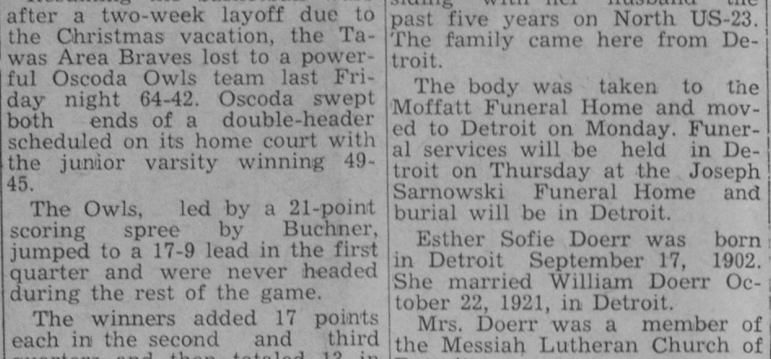 after a two-week layoff due to
the Christmas vacation, the Ta-
was Area Braves lost to a power-
ful Oscoda Owls team last Fri-
day night 64-42. Oscoda swept
both ends of a double-header
scheduled on its home court with
the junior varsity winning 49-
45.
The Owls, led by a 21-point
scoring spree by Buchner,
jumped to a 17-9 lead in the first
quarter and were never headed
during the rest of the game.
The winners added 17 points
each in the second and third
past five years on North US-23.
The family came here from De-
troit.
The body was taken to the
Moffatt Funeral Home and mov-
ed to Detroit on Monday. Funer-
al services will be held in De-
troit on Thursday at the Joseph
Sarnowski Funeral Home and
burial will be in Detroit.
Esther Sofie Doerr was born
in Detroit September 17, 1902.
She married William Doerr Oc-
tober 22, 1921, in Detroit.
Mrs. Doerr was a member of
the Messiah Lutheran Church of